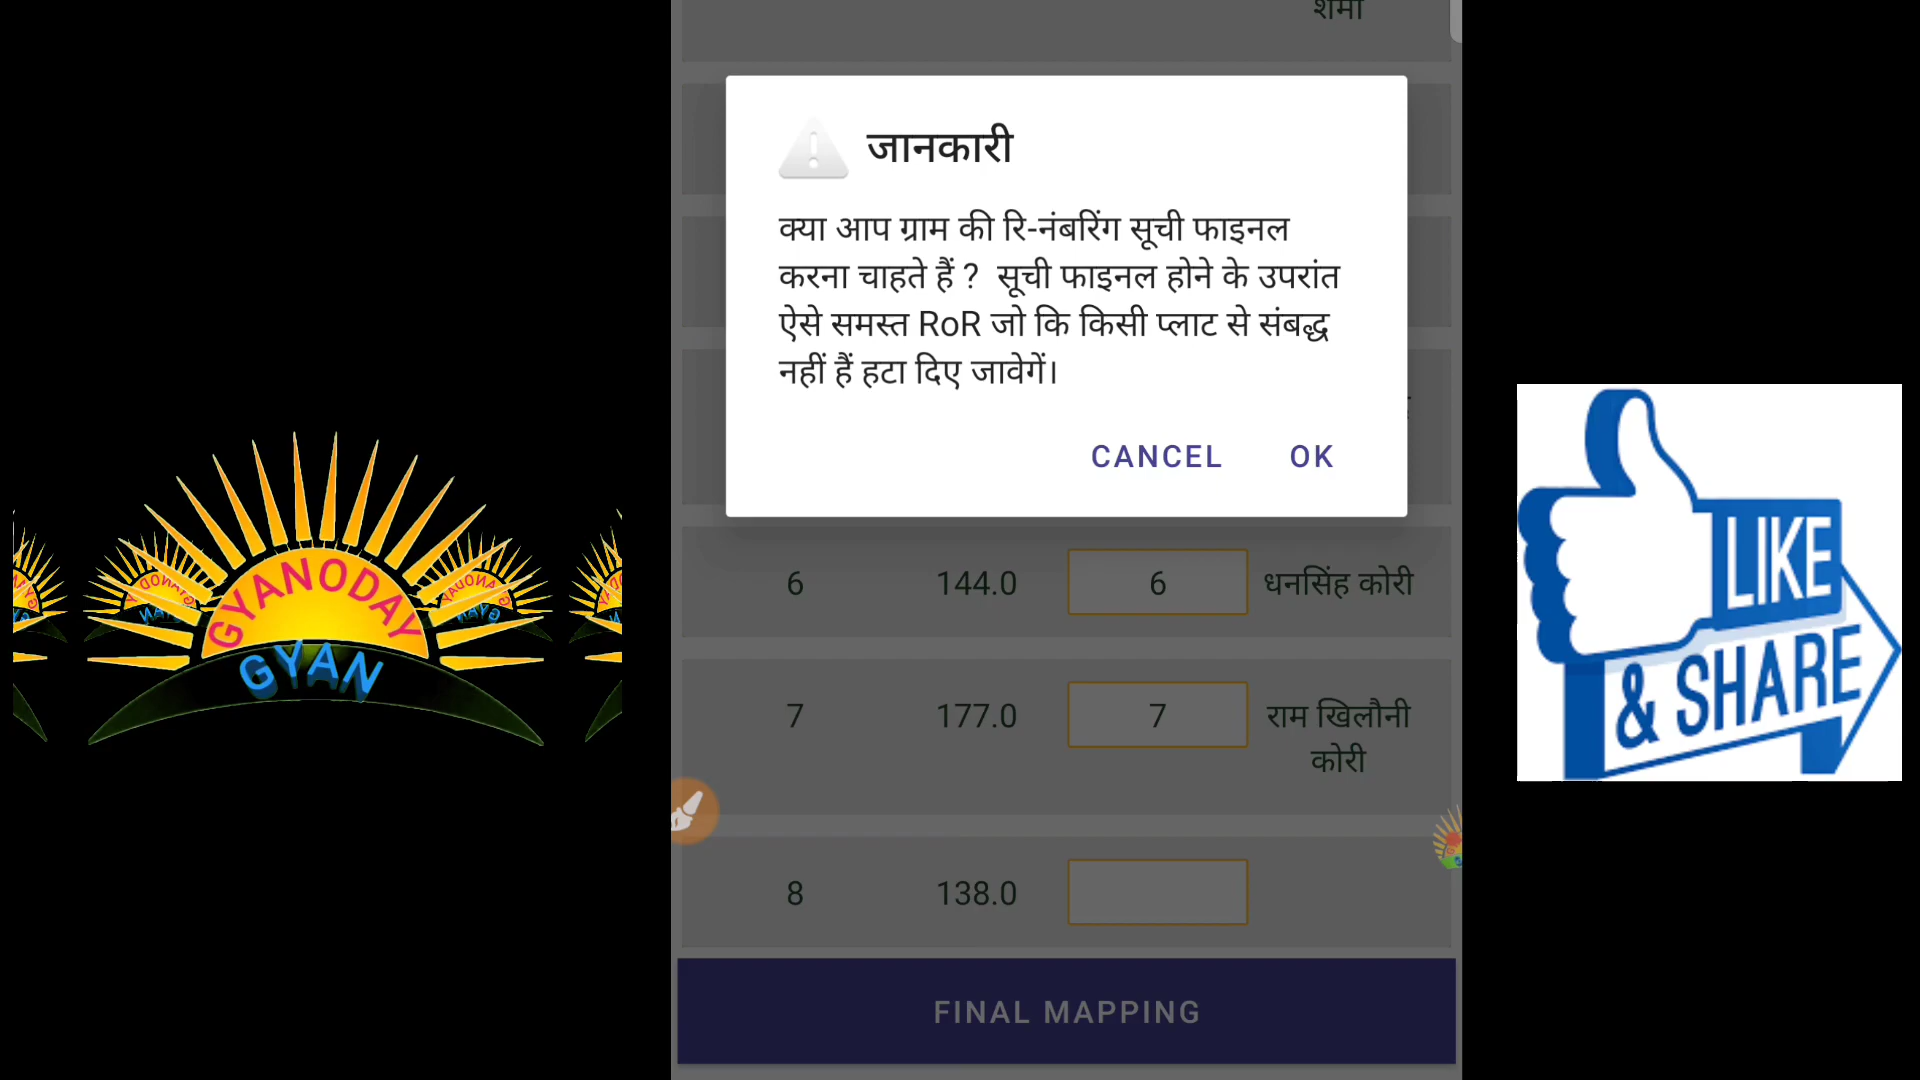 शर्मा
जानकारी
क्या आप ग्राम की रि-नंबरिंग सूची फाइनल
करना चाहते हैं ? सूची फाइनल होने के उपरांत
ऐसे समस्त RoR जो कि किसी प्लाट से संबद्ध
नहीं हैं हटा दिए जावेगें।
CANCEL OK
6 144.0 6 धनसिंह कोरी
7 177.0 7 राम खिलौनी
कोरी
8 138.0
FINAL MAPPING
GYANODAY
GYAN
LIKE
& SHARE